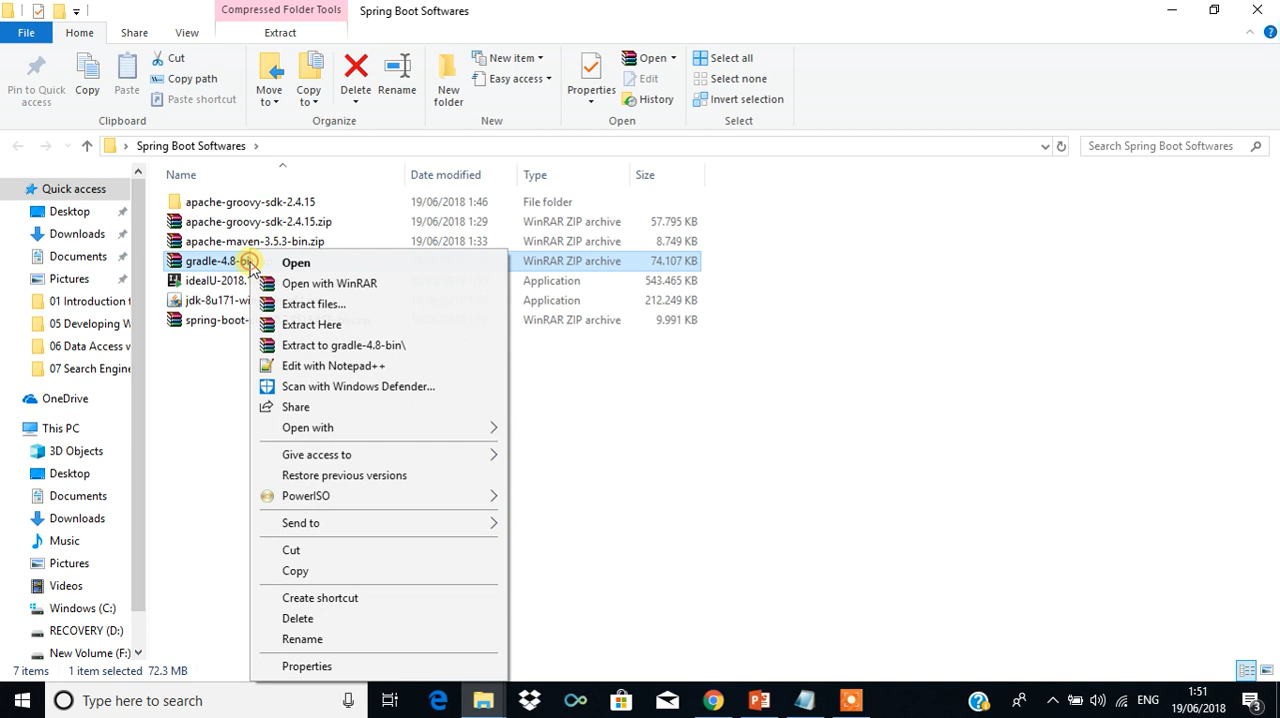 Compressed Folder Tools
Spring Boot Softwares
File
Home
Share
View
Extract
Pin to Quick access
Copy
Paste
Cut
Copy path
Paste shortcut
Clipboard
Move to
Copy to
Delete
Rename
Organize
New folder
New item
Easy access
New
Properties
Open
Edit
History
Open
Select all
Select none
Invert selection
Select
Spring Boot Softwares
Search Spring Boot Softwares
Name
Date modified
Type
Size
Quick access
Desktop
Downloads
Documents
Pictures
01 Introduction t
05 Developing W
06 Data Access v
07 Search Engine
OneDrive
This PC
3D Objects
Desktop
Documents
Downloads
Music
Pictures
Videos
Windows (C:)
RECOVERY (D:)
New Volume (F:)
apache-groovy-sdk-2.4.15 19/06/2018 1:46 File folder
apache-groovy-sdk-2.4.15.zip 19/06/2018 1:29 WinRAR ZIP archive 57.795 KB
apache-maven-3.5.3-bin.zip 19/06/2018 1:33 WinRAR ZIP archive 8.749 KB
gradle-4.8-bi WinRAR ZIP archive 74.107 KB
idealU-2018. Application 543.465 KB
jdk-8u171-wi Application 212.249 KB
spring-boot- WinRAR ZIP archive 9.991 KB
Open
Open with WinRAR
Extract files...
Extract Here
Extract to gradle-4.8-bin\
Edit with Notepad++
Scan with Windows Defender...
Share
Open with
Give access to
Restore previous versions
PowerISO
Send to
Cut
Copy
Create shortcut
Delete
Rename
Properties
7 items 1 item selected 72.3 MB
Type here to search
ENG
1:51
19/06/2018
3